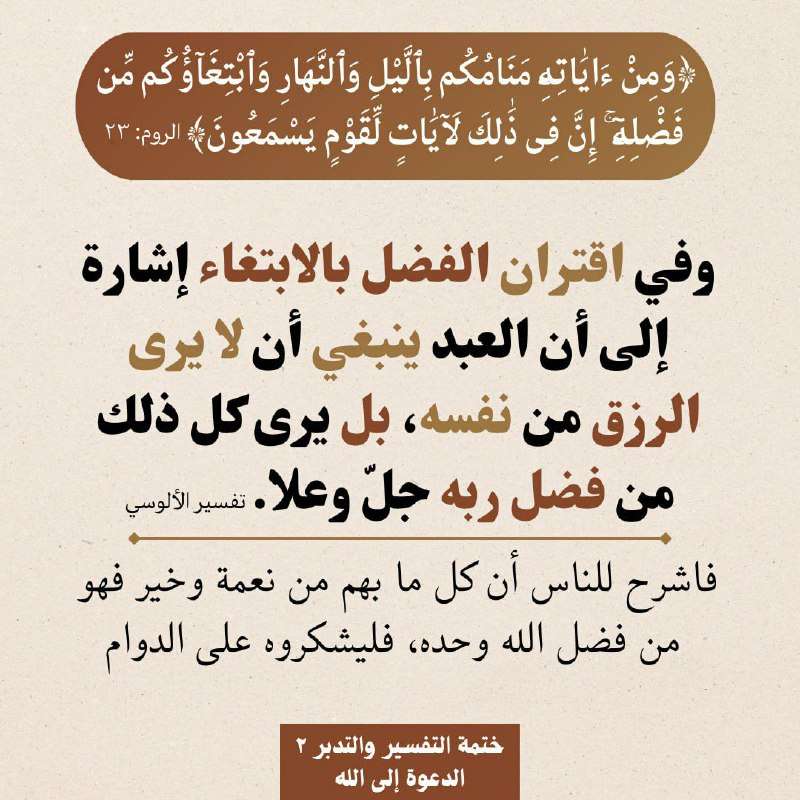 ﴿وَمِنْ ءَايَٰتِهِۦ مَنَامُكُم بِٱلَّيْلِ وَٱلنَّهَارِ وَٱبْتِغَآؤُكُم مِّن
فَضْلِهِۦٓ ۚ إِنَّ فِى ذَٰلِكَ لَآيَٰتٍ لِّقَوْمٍ يَسْمَعُونَ﴾ الروم: ٢٣
وفي اقتران الفضل بالابتغاء إشارة
إلى أن العبد ينبغي أن لا يرى
الرزق من نفسه، بل يرى كل ذلك
من فضل ربه جلّ وعلا. تفسير الألوسي
فاشرح للناس أن كل ما بهم من نعمة وخير فهو
من فضل الله وحده، فليشكروه على الدوام
ختمة التفسير والتدبر ٢
الدعوة إلى الله